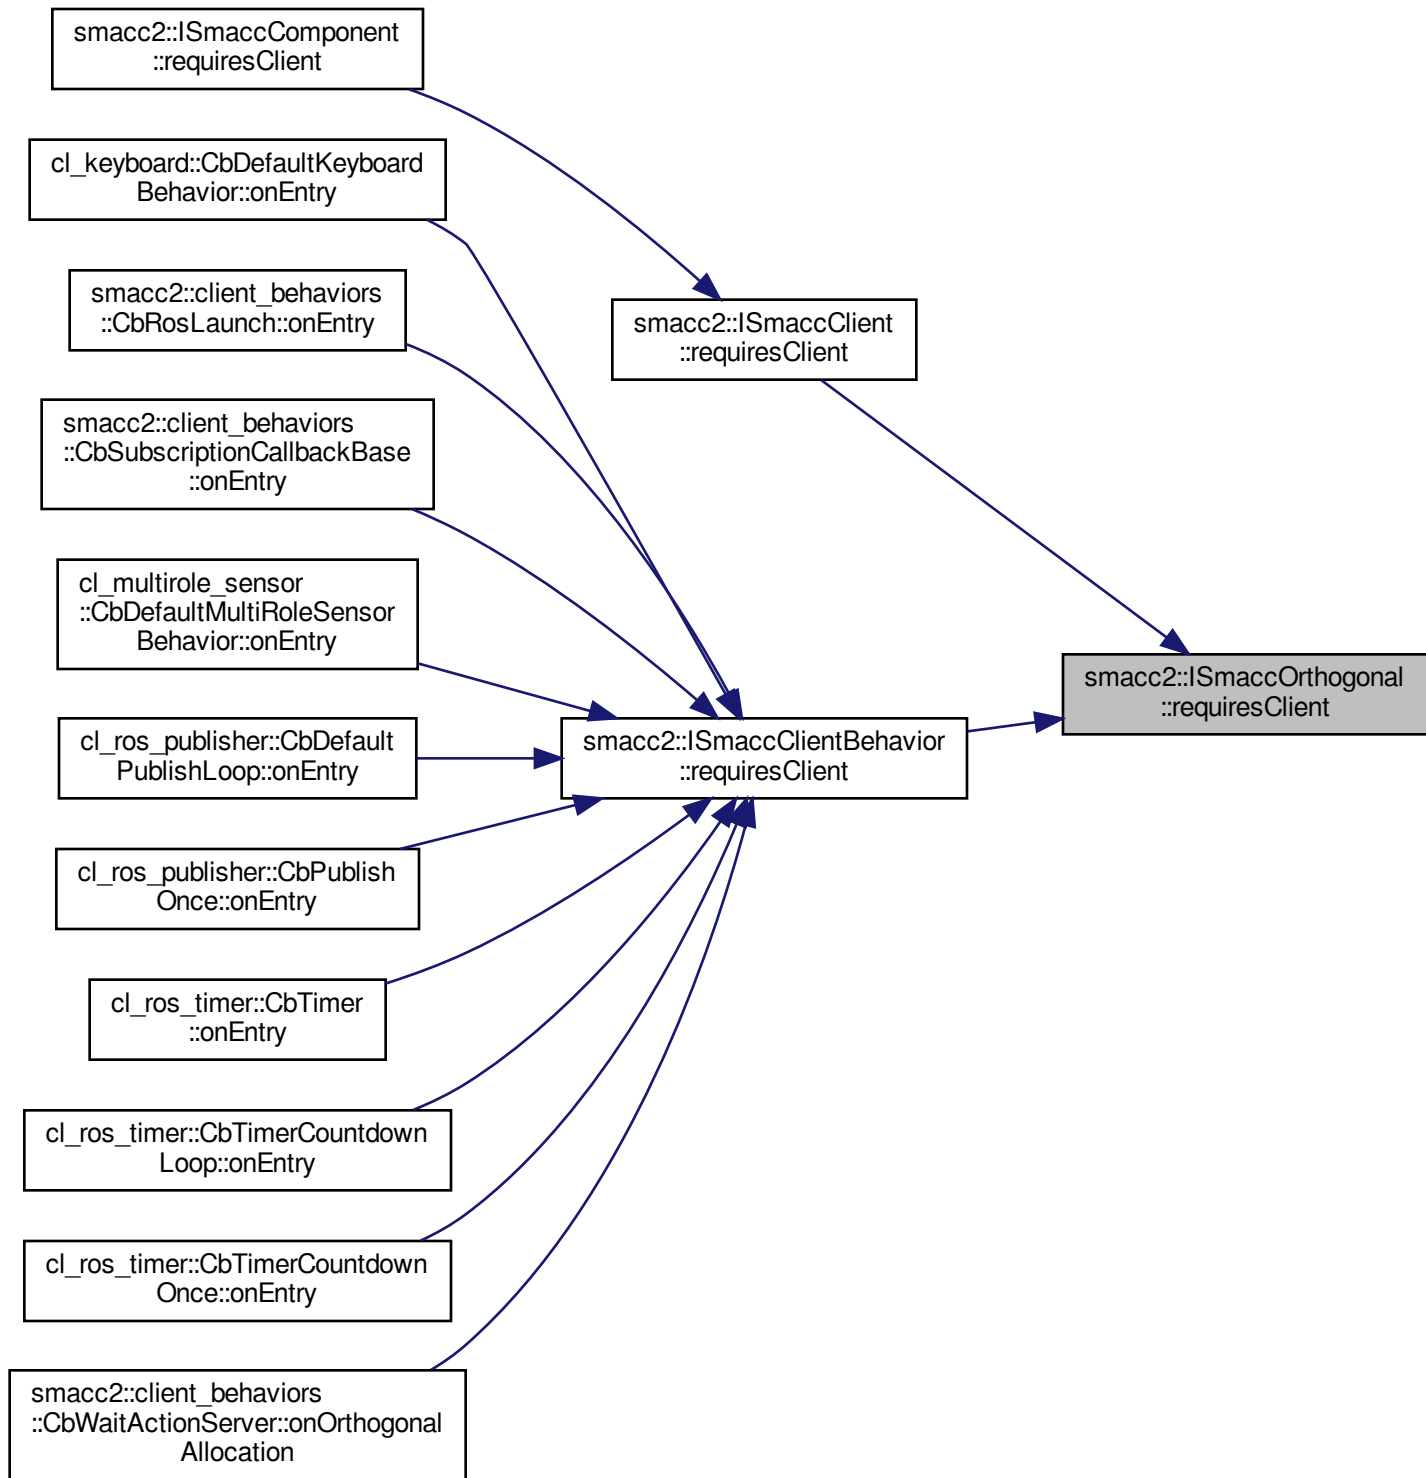 smacc2::ISmaccComponent
::requiresClient
cl_keyboard::CbDefaultKeyboard
Behavior::onEntry
smacc2::client_behaviors
::CbRosLaunch::onEntry
smacc2::ISmaccClient
::requiresClient
smacc2::client_behaviors
::CbSubscriptionCallbackBase
::onEntry
cl_multirole_sensor
::CbDefaultMultiRoleSensor
Behavior::onEntry
smacc2::ISmaccOrthogonal
::requiresClient
cl_ros_publisher::CbDefault
PublishLoop::onEntry
smacc2::ISmaccClientBehavior
::requiresClient
cl_ros_publisher::CbPublish
Once::onEntry
cl_ros_timer::CbTimer
::onEntry
cl_ros_timer::CbTimerCountdown
Loop::onEntry
cl_ros_timer::CbTimerCountdown
Once::onEntry
smacc2::client_behaviors
::CbWaitActionServer::onOrthogonal
Allocation